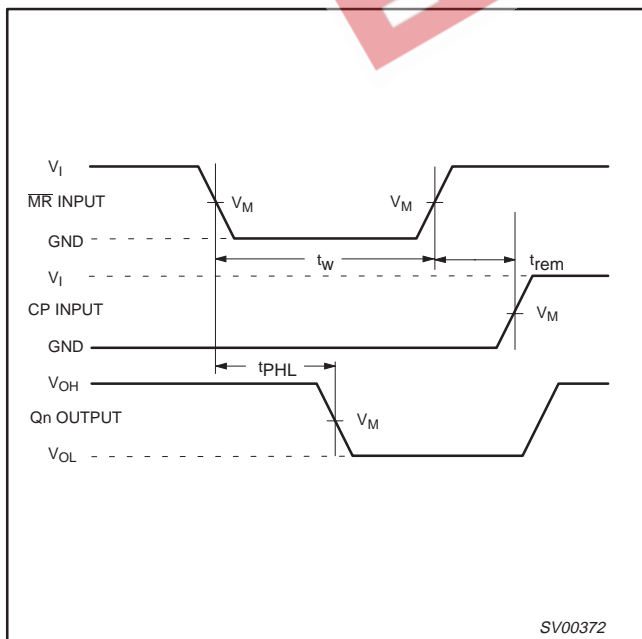 V_I
M̅R̅ INPUT
V_M
V_M
GND
t_W
t_rem
V_I
CP INPUT
V_M
GND
t_PHL
V_OH
Qn OUTPUT
V_M
V_OL
SV00372